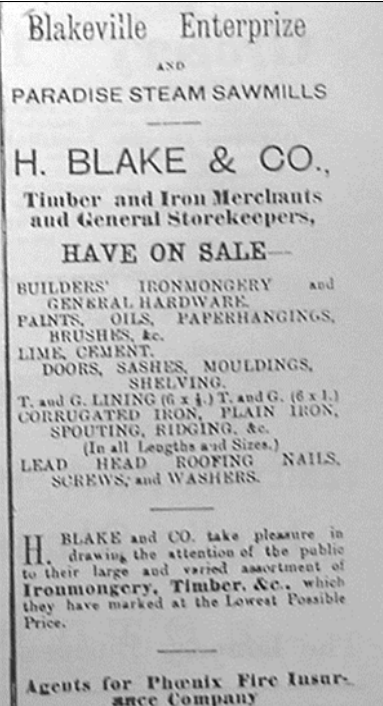 Blakeville Enterprize
AND
PARADISE STEAM SAWMILLS
H. BLAKE & CO.,
Timber and Iron Merchants
and General Storekeepers,
HAVE ON SALE—
BUILDERS' IRONMONGERY and
GENERAL HARDWARE.
PAINTS, OILS, PAPERHANGINGS,
BRUSHES, &c.
LIME, CEMENT.
DOORS, SASHES, MOULDINGS,
SHELVING.
T. and G. LINING (6 x ½.) T. and G. (6 x 1.)
CORRUGATED IRON, PLAIN IRON,
SPOUTING, RIDGING, &c.
(In all Lengths and Sizes.)
LEAD HEAD ROOFING NAILS,
SCREWS, and WASHERS.
H. BLAKE and CO. take pleasure in
drawing the attention of the public
to their large and varied assortment of
Ironmongery, Timber, &c., which
they have marked at the Lowest Possible
Price.
Agents for Phœnix Fire Insur-
ance Company